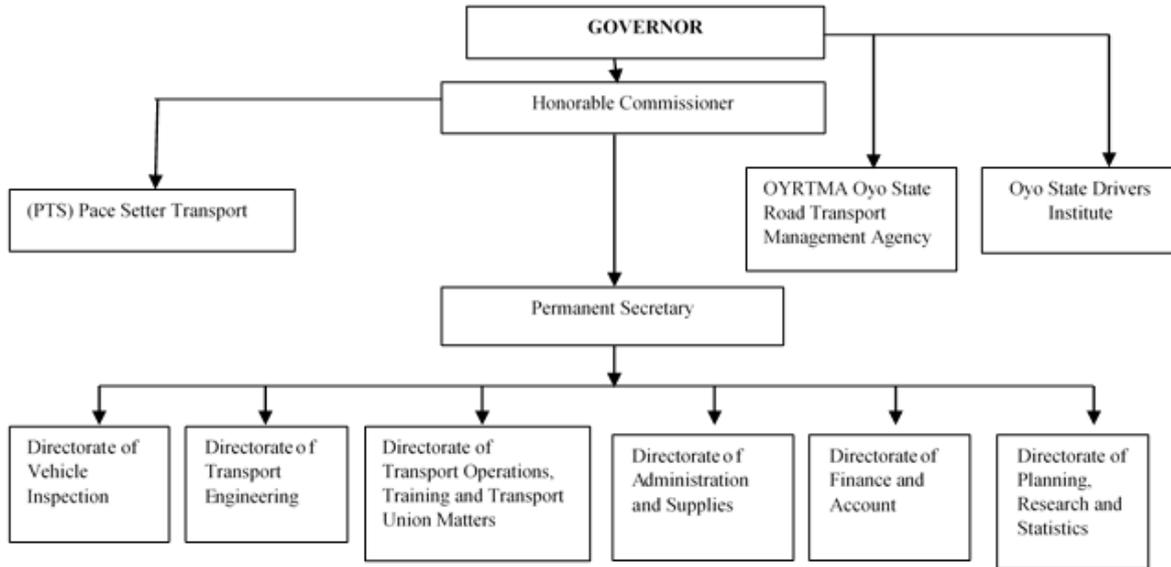 GOVERNOR
Honorable Commissioner
(PTS) Pace Setter Transport
OYRTMA Oyo State
Road Transport
Management Agency
Oyo State Drivers
Institute
Permanent Secretary
Directorate of
Vehicle
Inspection
Directorate of
Transport
Engineering
Directorate of
Transport Operations,
Training and Transport
Union Matters
Directorate of
Administration
and Supplies
Directorate of
Finance and
Account
Directorate of
Planning,
Research and
Statistics